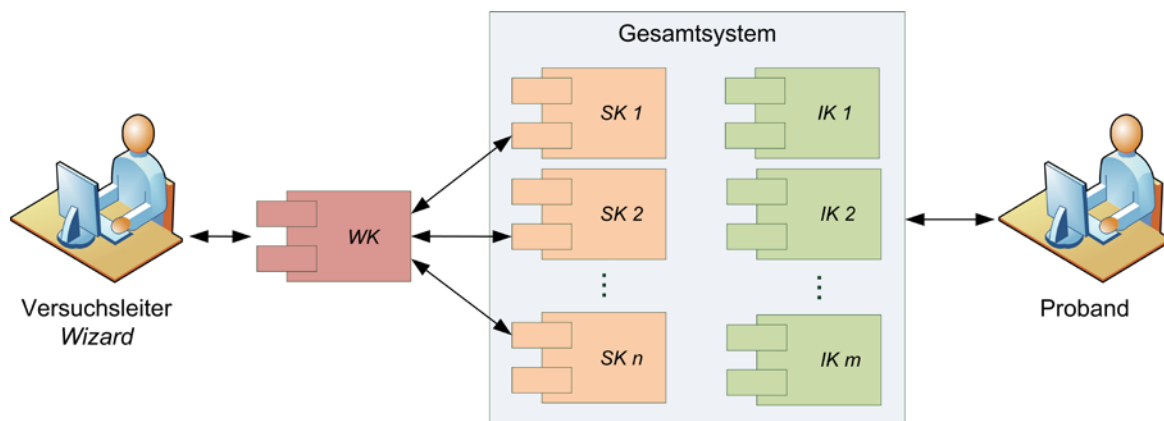 Gesamtsystem
SK 1
IK 1
SK 2
IK 2
WK
⋮
⋮
SK n
IK m
Versuchsleiter
Wizard
Proband